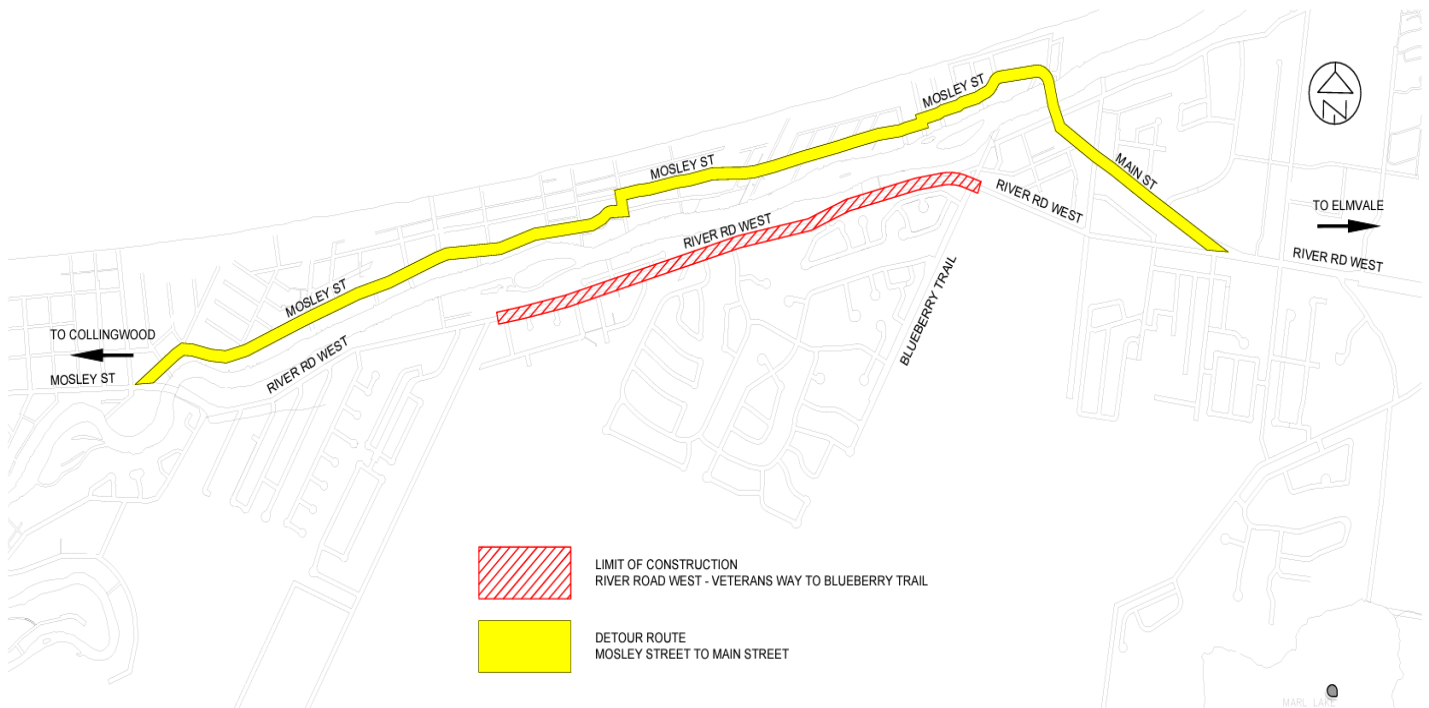 MOSLEY ST
MOSLEY ST
MAIN ST
RIVER RD WEST
TO ELMVALE
RIVER RD WEST
RIVER RD WEST
BLUEBERRY TRAIL
MOSLEY ST
TO COLLINGWOOD
MOSLEY ST
RIVER RD WEST
N
LIMIT OF CONSTRUCTION
RIVER ROAD WEST - VETERANS WAY TO BLUEBERRY TRAIL
DETOUR ROUTE
MOSLEY STREET TO MAIN STREET
MARL LAKE